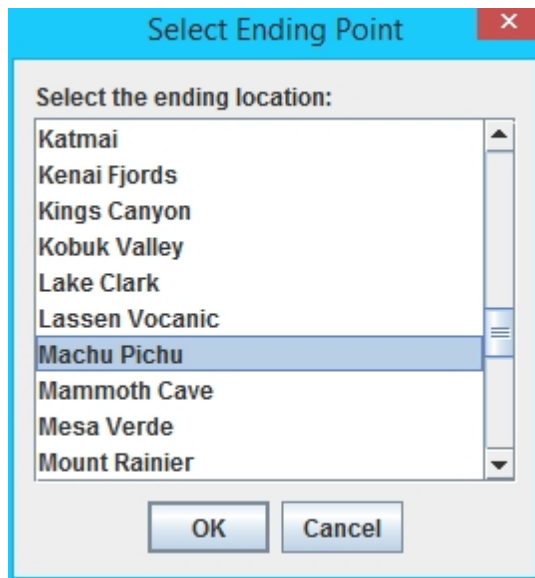 Select Ending Point
Select the ending location:
Katmai
Kenai Fjords
Kings Canyon
Kobuk Valley
Lake Clark
Lassen Vocanic
Machu Pichu
Mammoth Cave
Mesa Verde
Mount Rainier
OK Cancel